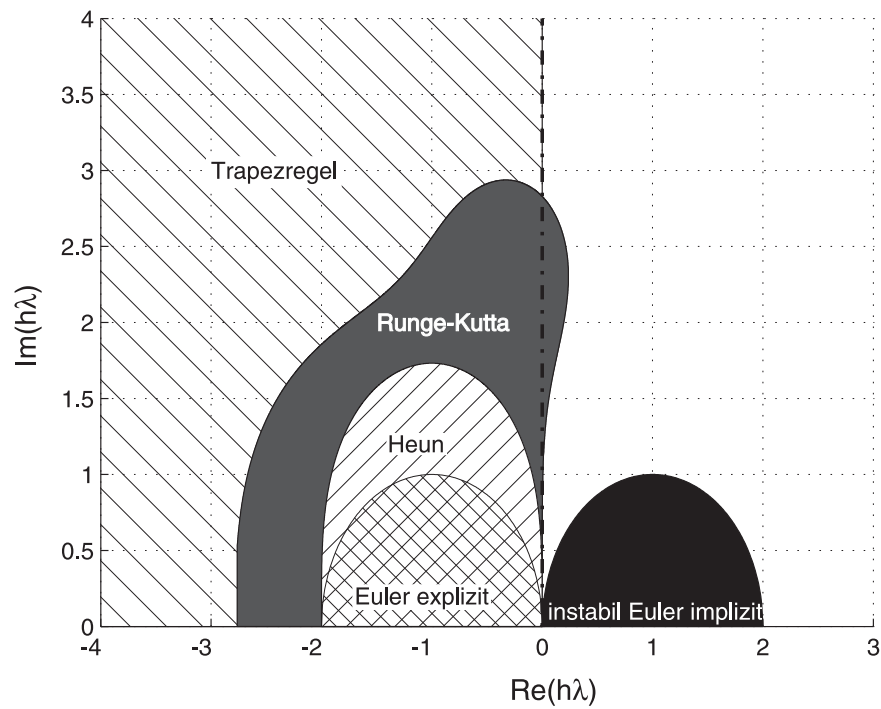 4
3.5
Trapezregel
3
2.5
Im(hλ)
2
Runge-Kutta
1.5
Heun
1
0.5
Euler explizit
instabil Euler implizit
0
-4 -3 -2 -1 0 1 2 3
Re(hλ)